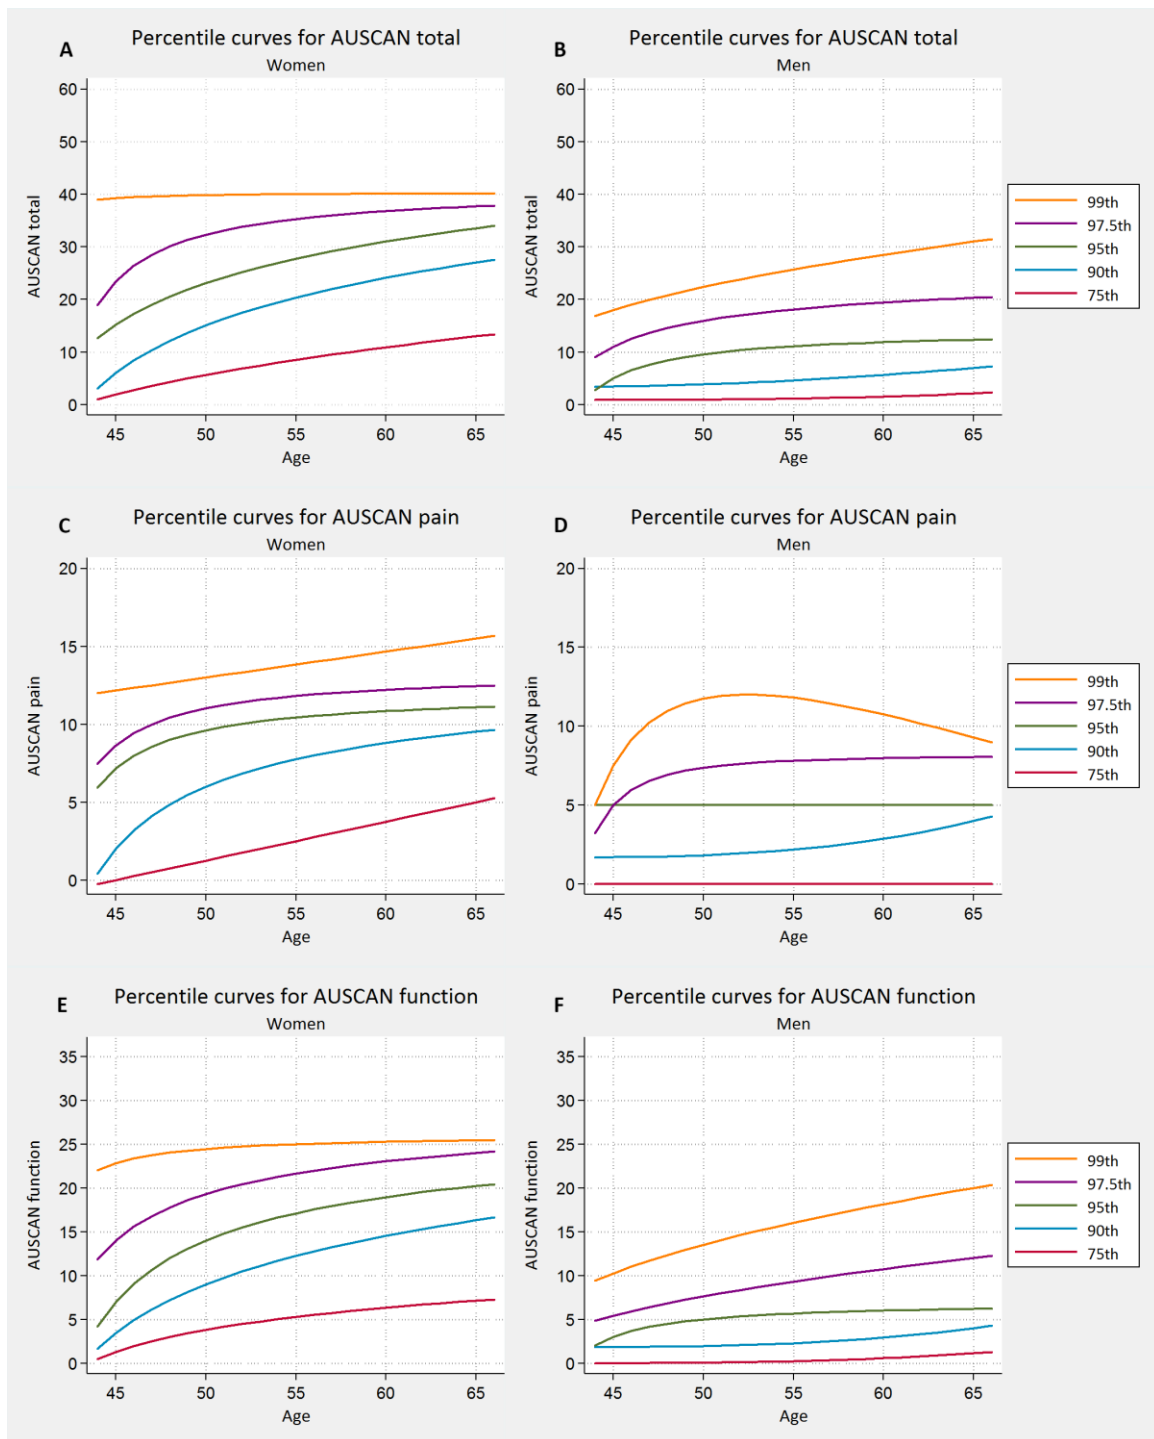 A Percentile curves for AUSCAN total
Women
60
50
40
30
20
10
0
AUSCAN total
45 50 55 60 65
Age
B Percentile curves for AUSCAN total
Men
60
50
40
30
20
10
0
AUSCAN total
45 50 55 60 65
Age
99th
97.5th
95th
90th
75th
C Percentile curves for AUSCAN pain
Women
20
15
10
5
0
AUSCAN pain
45 50 55 60 65
Age
D Percentile curves for AUSCAN pain
Men
20
15
10
5
0
AUSCAN pain
45 50 55 60 65
Age
99th
97.5th
95th
90th
75th
E Percentile curves for AUSCAN function
Women
35
30
25
20
15
10
5
0
AUSCAN function
45 50 55 60 65
Age
F Percentile curves for AUSCAN function
Men
35
30
25
20
15
10
5
0
AUSCAN function
45 50 55 60 65
Age
99th
97.5th
95th
90th
75th